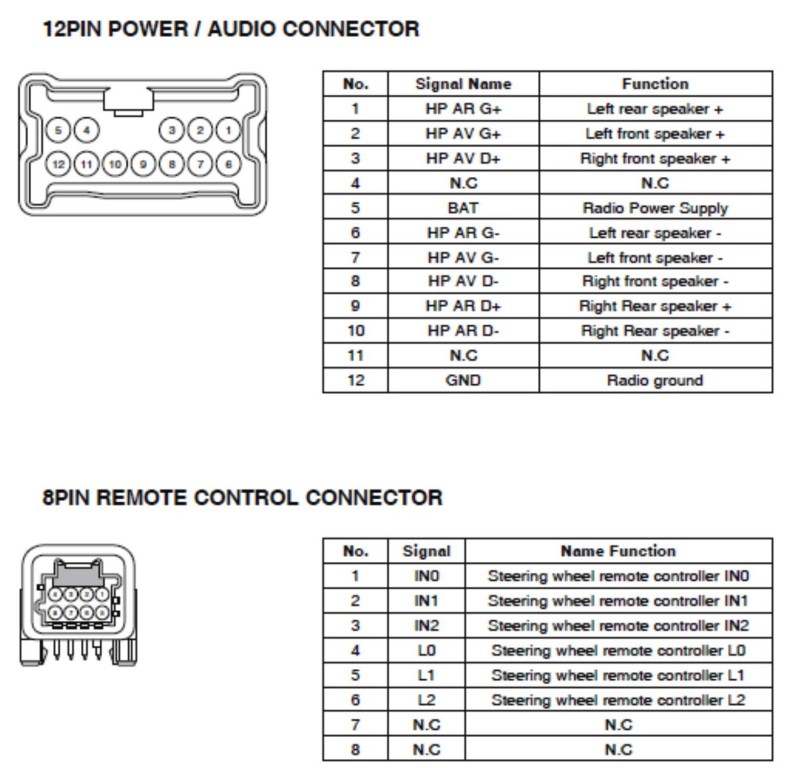 12PIN POWER / AUDIO CONNECTOR
5 4 3 2 1
12 11 10 9 8 7 6
No. Signal Name Function
1 HP AR G+ Left rear speaker +
2 HP AV G+ Left front speaker +
3 HP AV D+ Right front speaker +
4 N.C N.C
5 BAT Radio Power Supply
6 HP AR G- Left rear speaker -
7 HP AV G- Left front speaker -
8 HP AV D- Right front speaker -
9 HP AR D+ Right Rear speaker +
10 HP AR D- Right Rear speaker -
11 N.C N.C
12 GND Radio ground
8PIN REMOTE CONTROL CONNECTOR
4 3 2 1
No. Signal Name Function
1 IN0 Steering wheel remote controller IN0
2 IN1 Steering wheel remote controller IN1
3 IN2 Steering wheel remote controller IN2
4 L0 Steering wheel remote controller L0
5 L1 Steering wheel remote controller L1
6 L2 Steering wheel remote controller L2
7 N.C N.C
8 N.C N.C